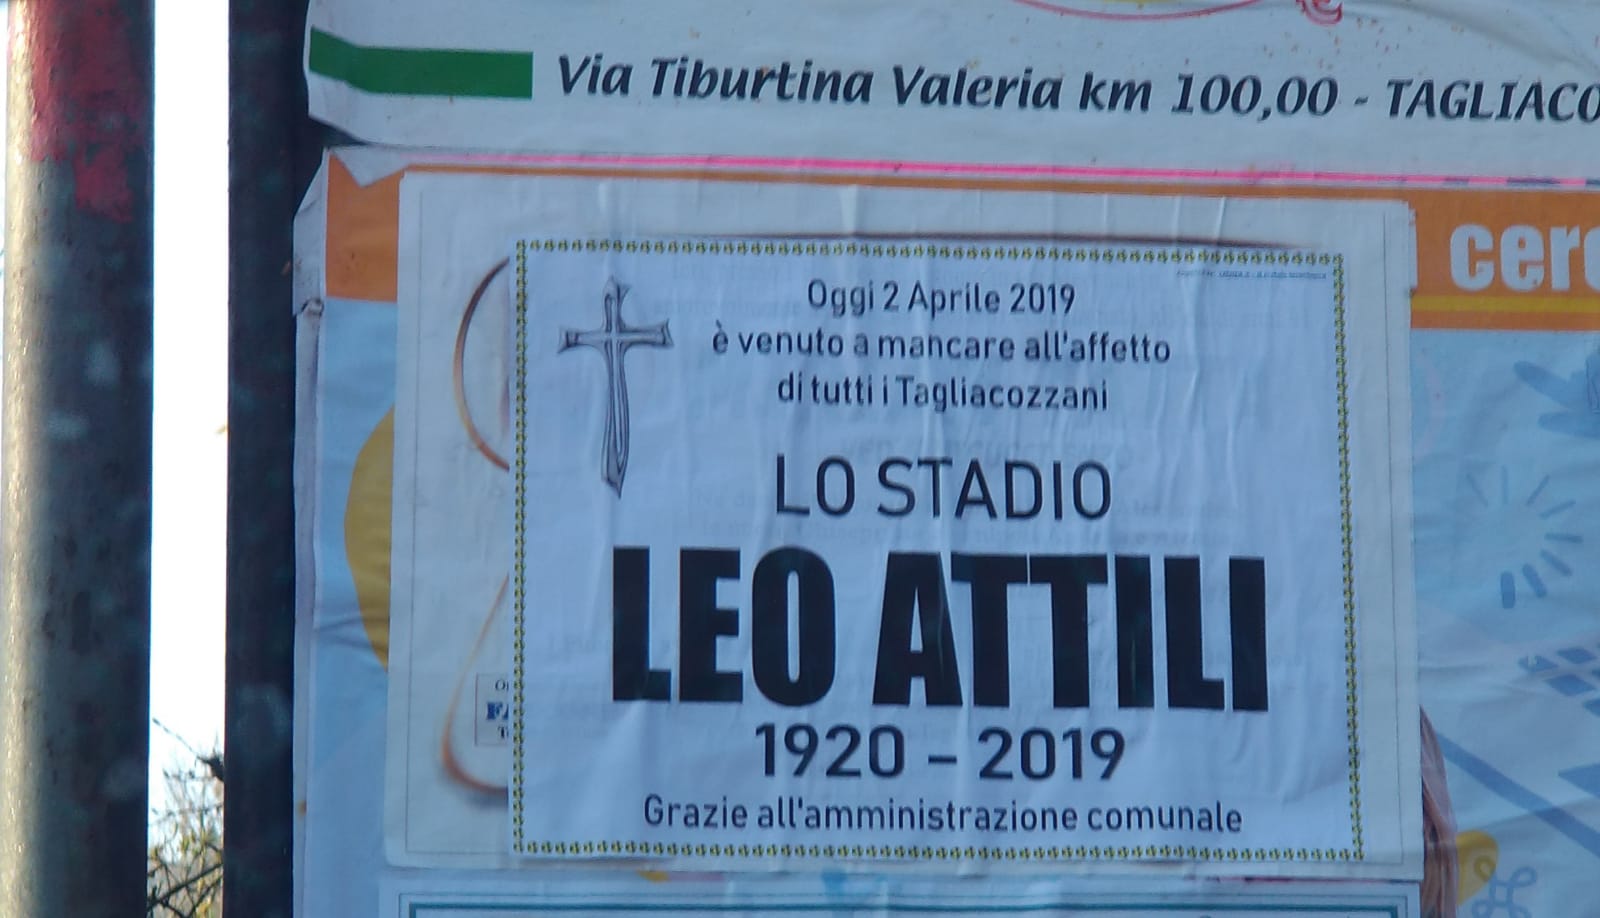 Via Tiburtina Valeria km 100,00 - TAGLIACO
cer
Oggi 2 Aprile 2019
è venuto a mancare all'affetto
di tutti i Tagliacozzani
LO STADIO
LEO ATTILI
1920 - 2019
Grazie all'amministrazione comunale